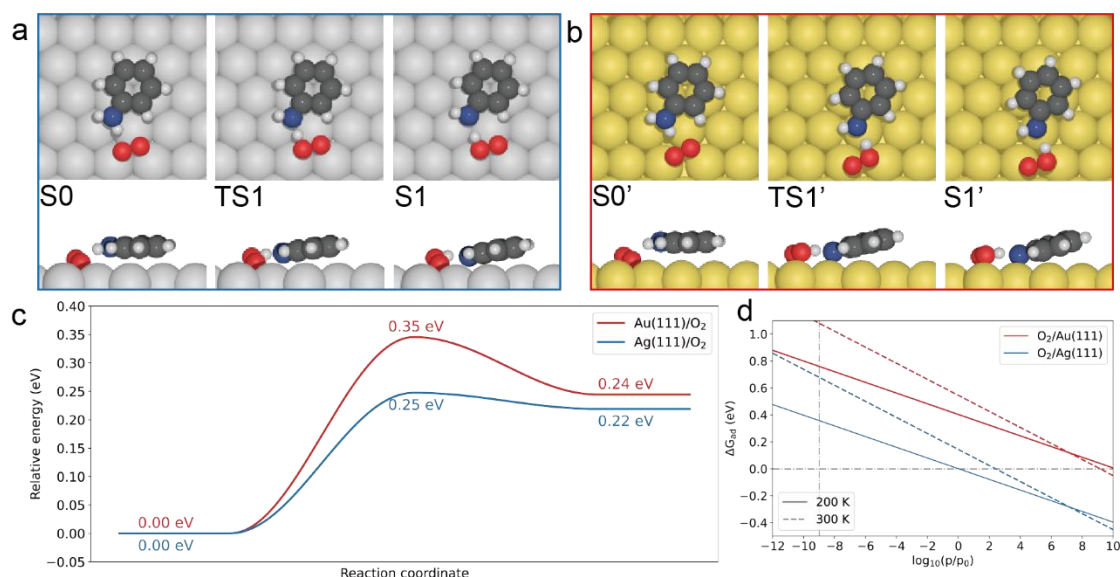 a
b
S0
TS1
S1
S0’
TS1’
S1’
c
0.40
0.35
0.30
0.25
0.20
0.15
0.10
0.05
0.00
−0.05
Relative energy (eV)
Reaction coordinate
0.35 eV
0.25 eV
0.24 eV
0.22 eV
0.00 eV
0.00 eV
Au(111)/O₂
Ag(111)/O₂
d
1.0
0.8
0.6
0.4
0.2
0.0
−0.2
−0.4
ΔG_ad (eV)
O₂/Au(111)
O₂/Ag(111)
200 K
300 K
−12 −10 −8 −6 −4 −2 0 2 4 6 8 10
log₁₀(p/p₀)